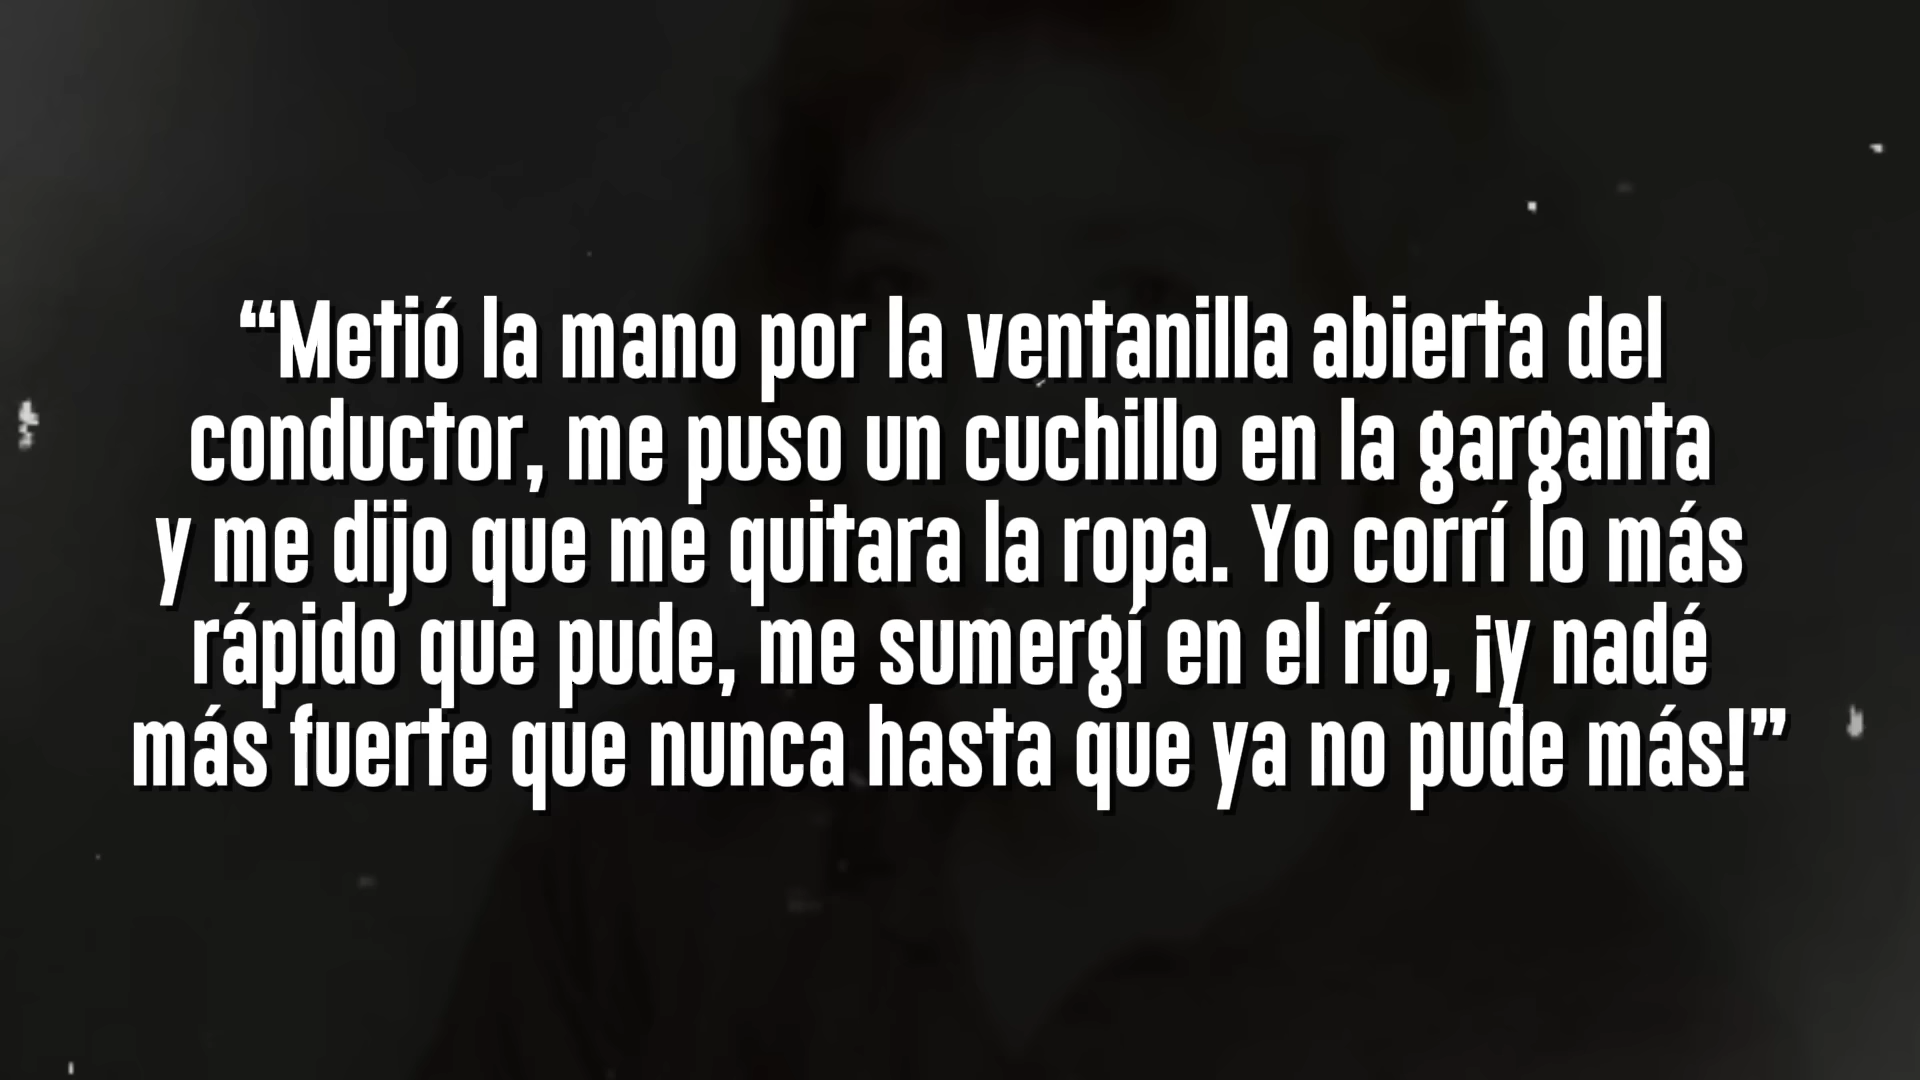 “Metió la mano por la ventanilla abierta del
conductor, me puso un cuchillo en la garganta
y me dijo que me quitara la ropa. Yo corrí lo más
rápido que pude, me sumergí en el río, ¡y nadé
más fuerte que nunca hasta que ya no pude más!”